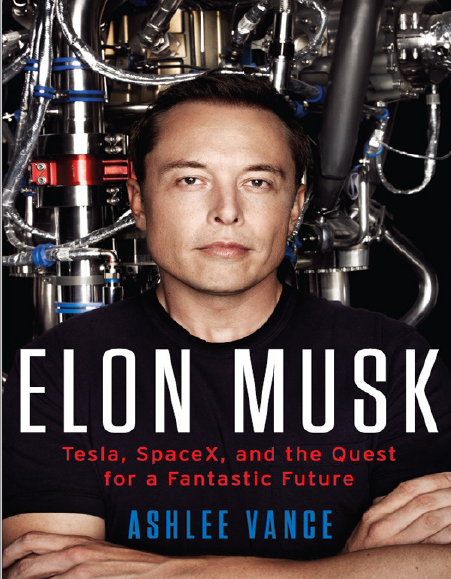 ELON MUSK
Tesla, SpaceX, and the Quest
for a Fantastic Future
ASHLEE VANCE